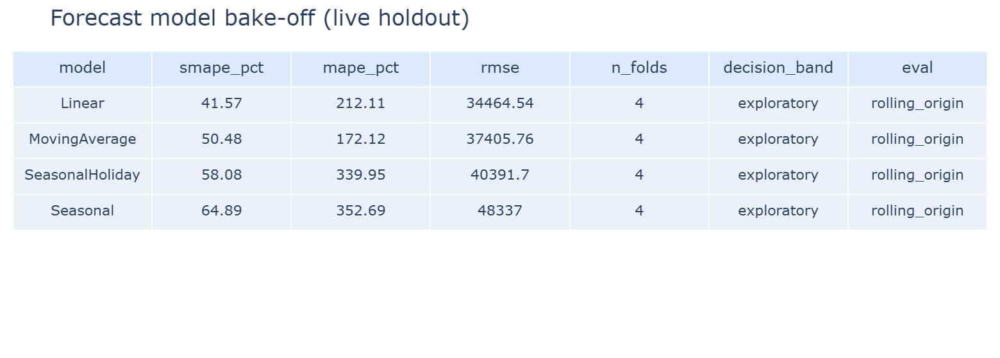 Forecast model bake-off (live holdout)
model smape_pct mape_pct rmse n_folds decision_band eval
Linear 41.57 212.11 34464.54 4 exploratory rolling_origin
MovingAverage 50.48 172.12 37405.76 4 exploratory rolling_origin
SeasonalHoliday 58.08 339.95 40391.7 4 exploratory rolling_origin
Seasonal 64.89 352.69 48337 4 exploratory rolling_origin